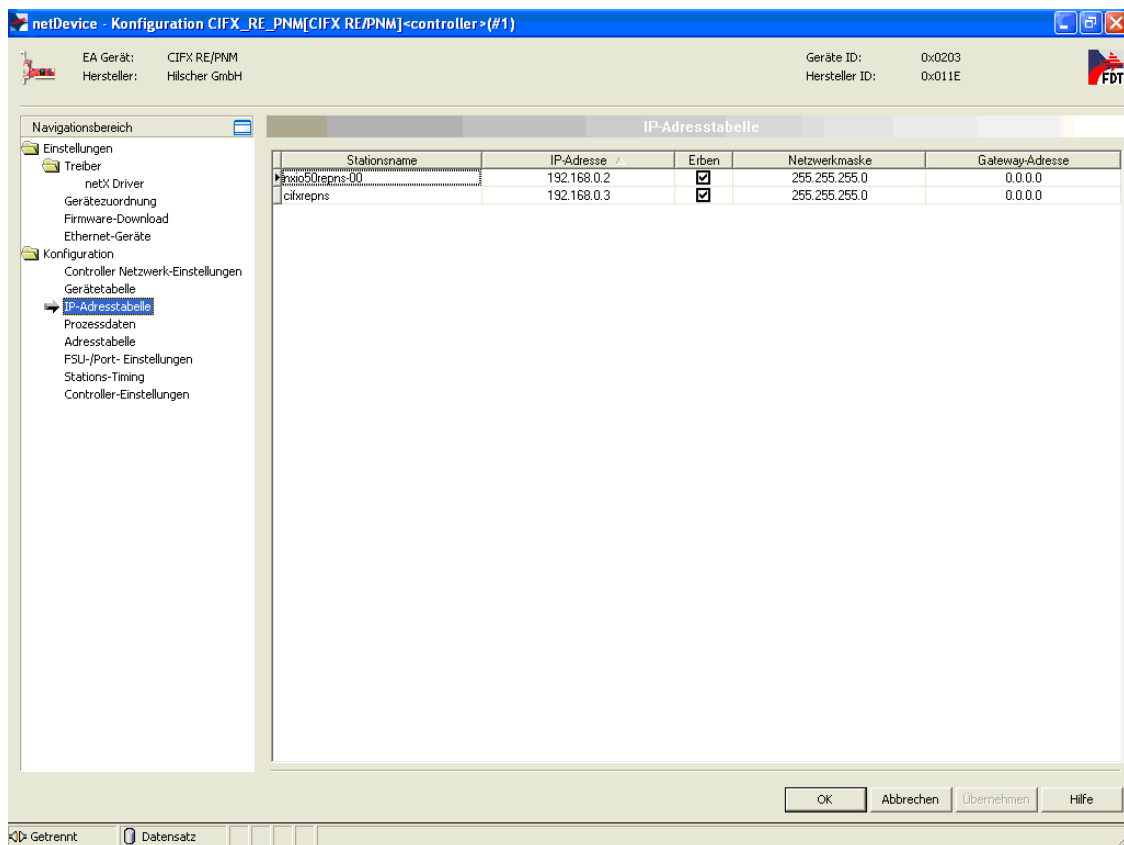 netDevice - Konfiguration CIFX_RE_PNM[CIFX RE/PNM]<controller>(#1)
EA Gerät: CIFX RE/PNM
Hersteller: Hilscher GmbH
Geräte ID: 0x0203
Hersteller ID: 0x011E
FDT
Navigationsbereich
Einstellungen
Treiber
netX Driver
Gerätezuordnung
Firmware-Download
Ethernet-Geräte
Konfiguration
Controller Netzwerk-Einstellungen
Gerätetabelle
IP-Adresstabelle
Prozessdaten
Adresstabelle
FSU-/Port- Einstellungen
Stations-Timing
Controller-Einstellungen
IP-Adresstabelle
Stationsname IP-Adresse Erben Netzwerkmaske Gateway-Adresse
nxio50repns-00 192.168.0.2 255.255.255.0 0.0.0.0
cifxrepns 192.168.0.3 255.255.255.0 0.0.0.0
OK Abbrechen Übernehmen Hilfe
Getrennt Datensatz